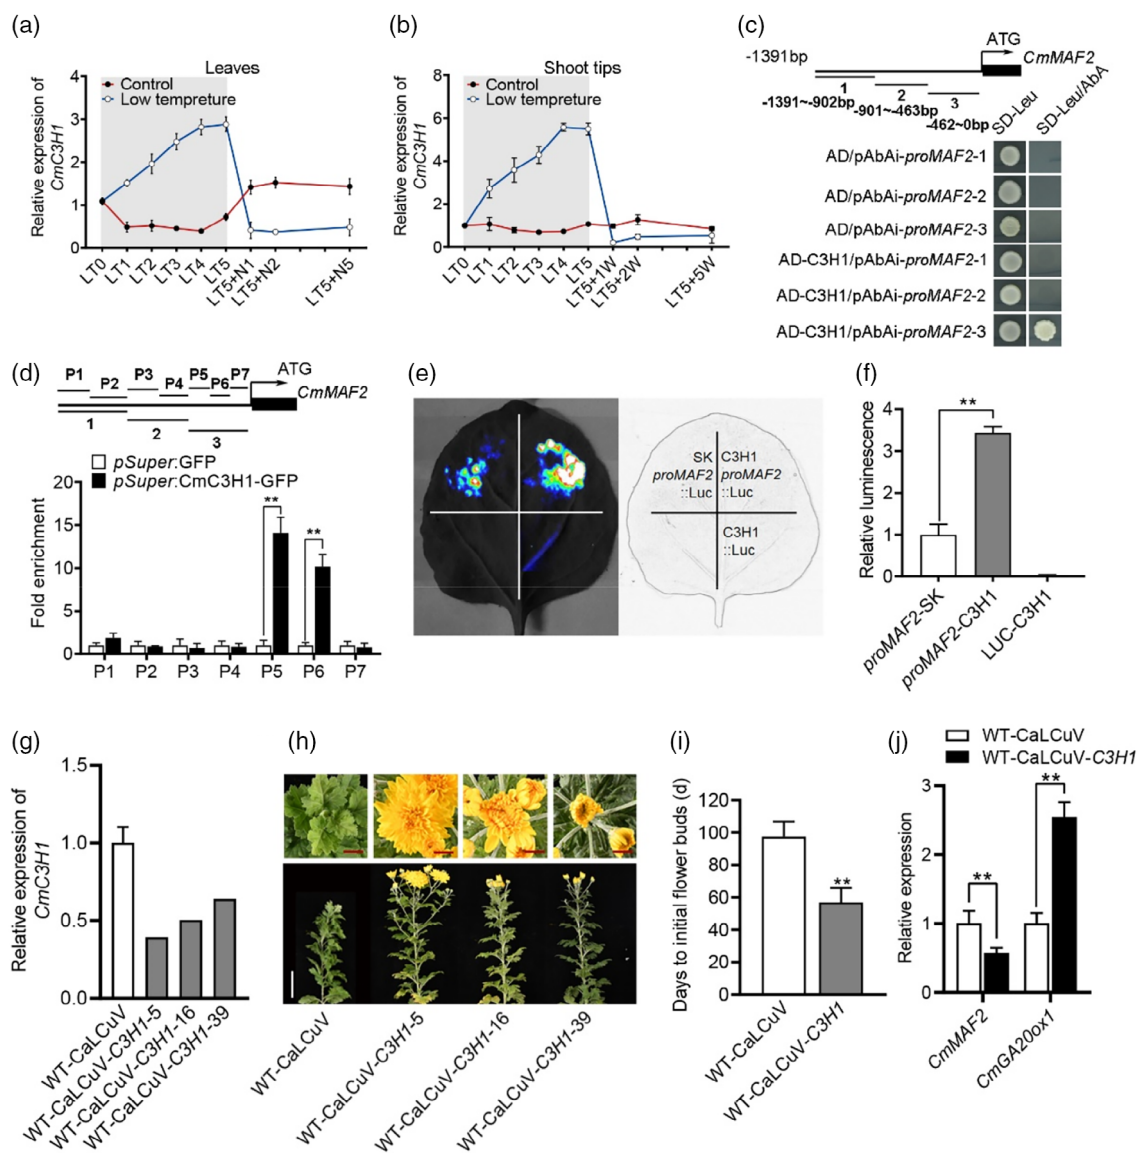 (a)
Leaves
Control
Low tempreture
Relative expression of
CmC3H1
4
3
2
1
0
LT0
LT1
LT2
LT3
LT4
LT5
LT5+N1
LT5+N2
LT5+N5
(b)
Shoot tips
Control
Low tempreture
Relative expression of
CmC3H1
8
6
4
2
0
LT0
LT1
LT2
LT3
LT4
LT5
LT5+1W
LT5+2W
LT5+5W
(c)
ATG
-1391bp
CmMAF2
1
2
3
-1391~-902bp
-901~-463bp
-462~0bp
SD-Leu
SD-Leu/AbA
AD/pAbAi-proMAF2-1
AD/pAbAi-proMAF2-2
AD/pAbAi-proMAF2-3
AD-C3H1/pAbAi-proMAF2-1
AD-C3H1/pAbAi-proMAF2-2
AD-C3H1/pAbAi-proMAF2-3
(d)
P1
P2
P3
P4
P5
P6
P7
ATG
CmMAF2
1
2
3
pSuper:GFP
pSuper:CmC3H1-GFP
Fold enrichment
20
15
10
5
0
**
**
P1 P2 P3 P4 P5 P6 P7
(e)
SK
proMAF2
::Luc
C3H1
proMAF2
::Luc
C3H1
::Luc
(f)
Relative luminescence
4
3
2
1
0
**
proMAF2-SK
proMAF2-C3H1
LUC-C3H1
(g)
Relative expression of
CmC3H1
1.5
1.0
0.5
0.0
WT-CaLCuV
WT-CaLCuV-C3H1-5
WT-CaLCuV-C3H1-16
WT-CaLCuV-C3H1-39
(h)
WT-CaLCuV
WT-CaLCuV-C3H1-5
WT-CaLCuV-C3H1-16
WT-CaLCuV-C3H1-39
(i)
Days to initial flower buds (d)
120
100
80
60
40
20
0
**
WT-CaLCuV
WT-CaLCuV-C3H1
(j)
WT-CaLCuV
WT-CaLCuV-C3H1
Relative expression
3
2
1
0
**
**
CmMAF2
CmGA20ox1